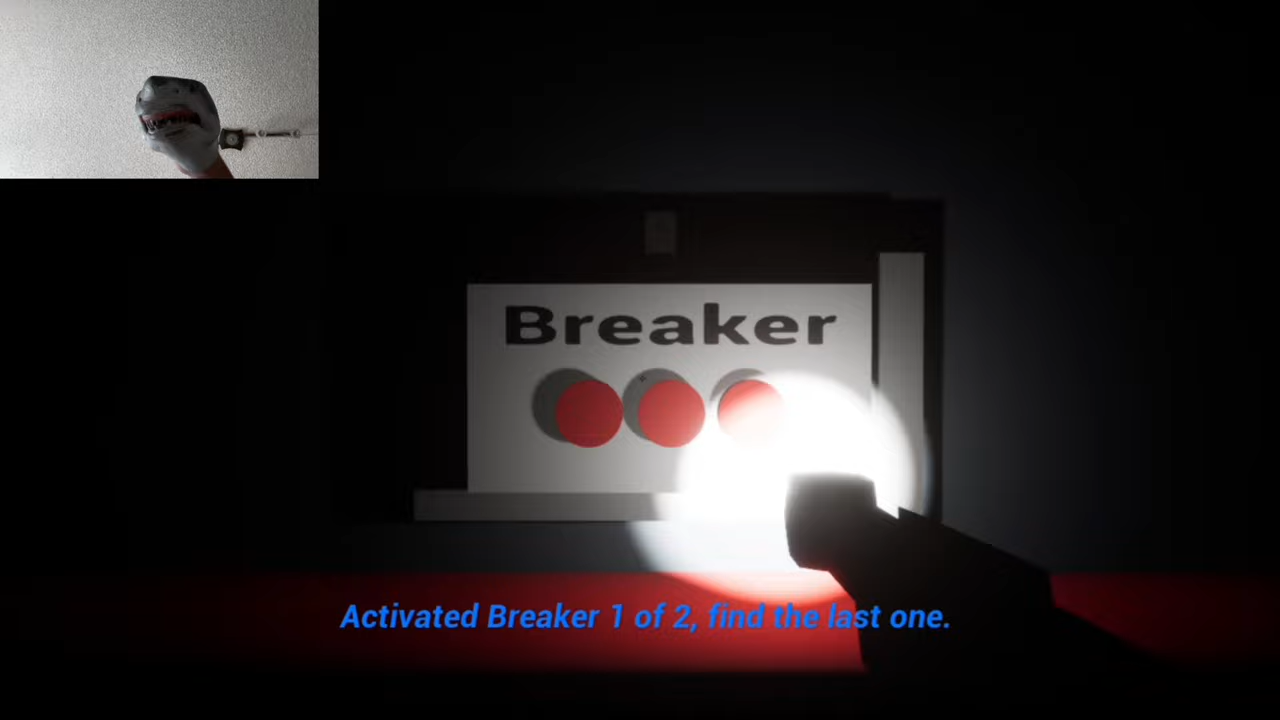 Breaker
Activated Breaker 1 of 2, find the last one.